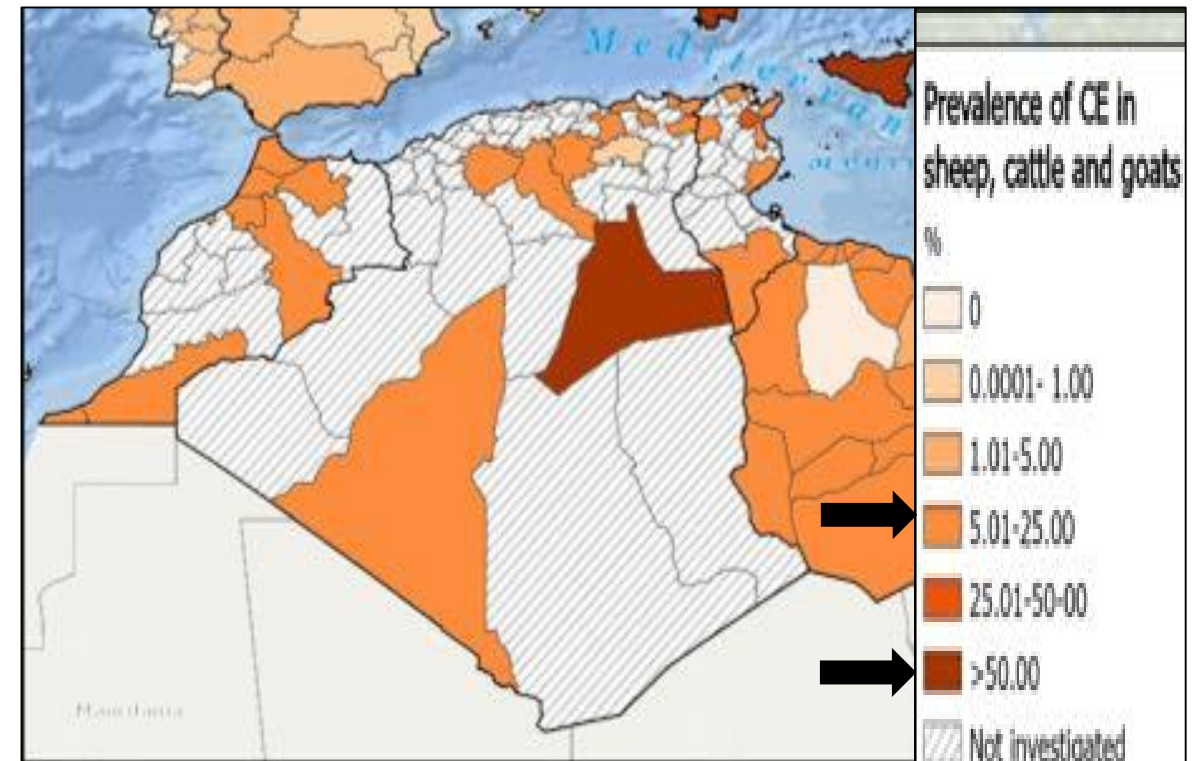 Mediterranean
Mauritania
Prevalence of CE in
sheep, cattle and goats
%
0
0.0001- 1.00
1.01-5.00
5.01-25.00
25.01-50-00
>50.00
Not investigated